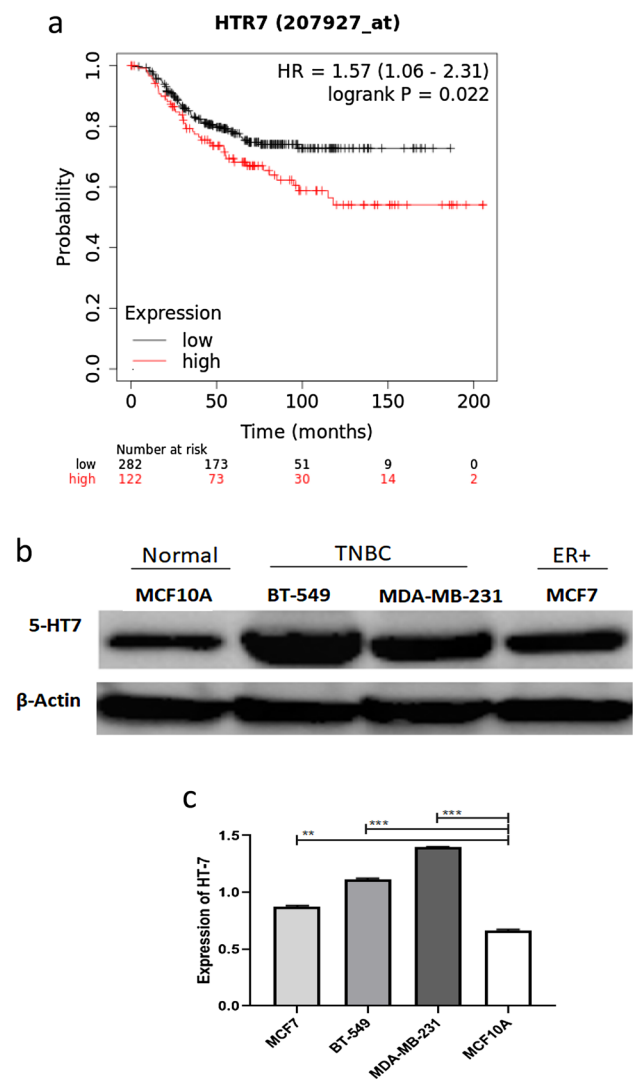 a
HTR7 (207927_at)
HR = 1.57 (1.06 - 2.31)
logrank P = 0.022
Probability
1.0
0.8
0.6
0.4
0.2
0.0
Expression
low
high
0 50 100 150 200
Time (months)
Number at risk
low 282 173 51 9 0
high 122 73 30 14 2
b
Normal TNBC ER+
MCF10A BT-549 MDA-MB-231 MCF7
5-HT7
β-Actin
c
***
***
**
Expression of HT-7
1.5
1.0
0.5
0.0
MCF7 BT-549 MDA-MB-231 MCF10A